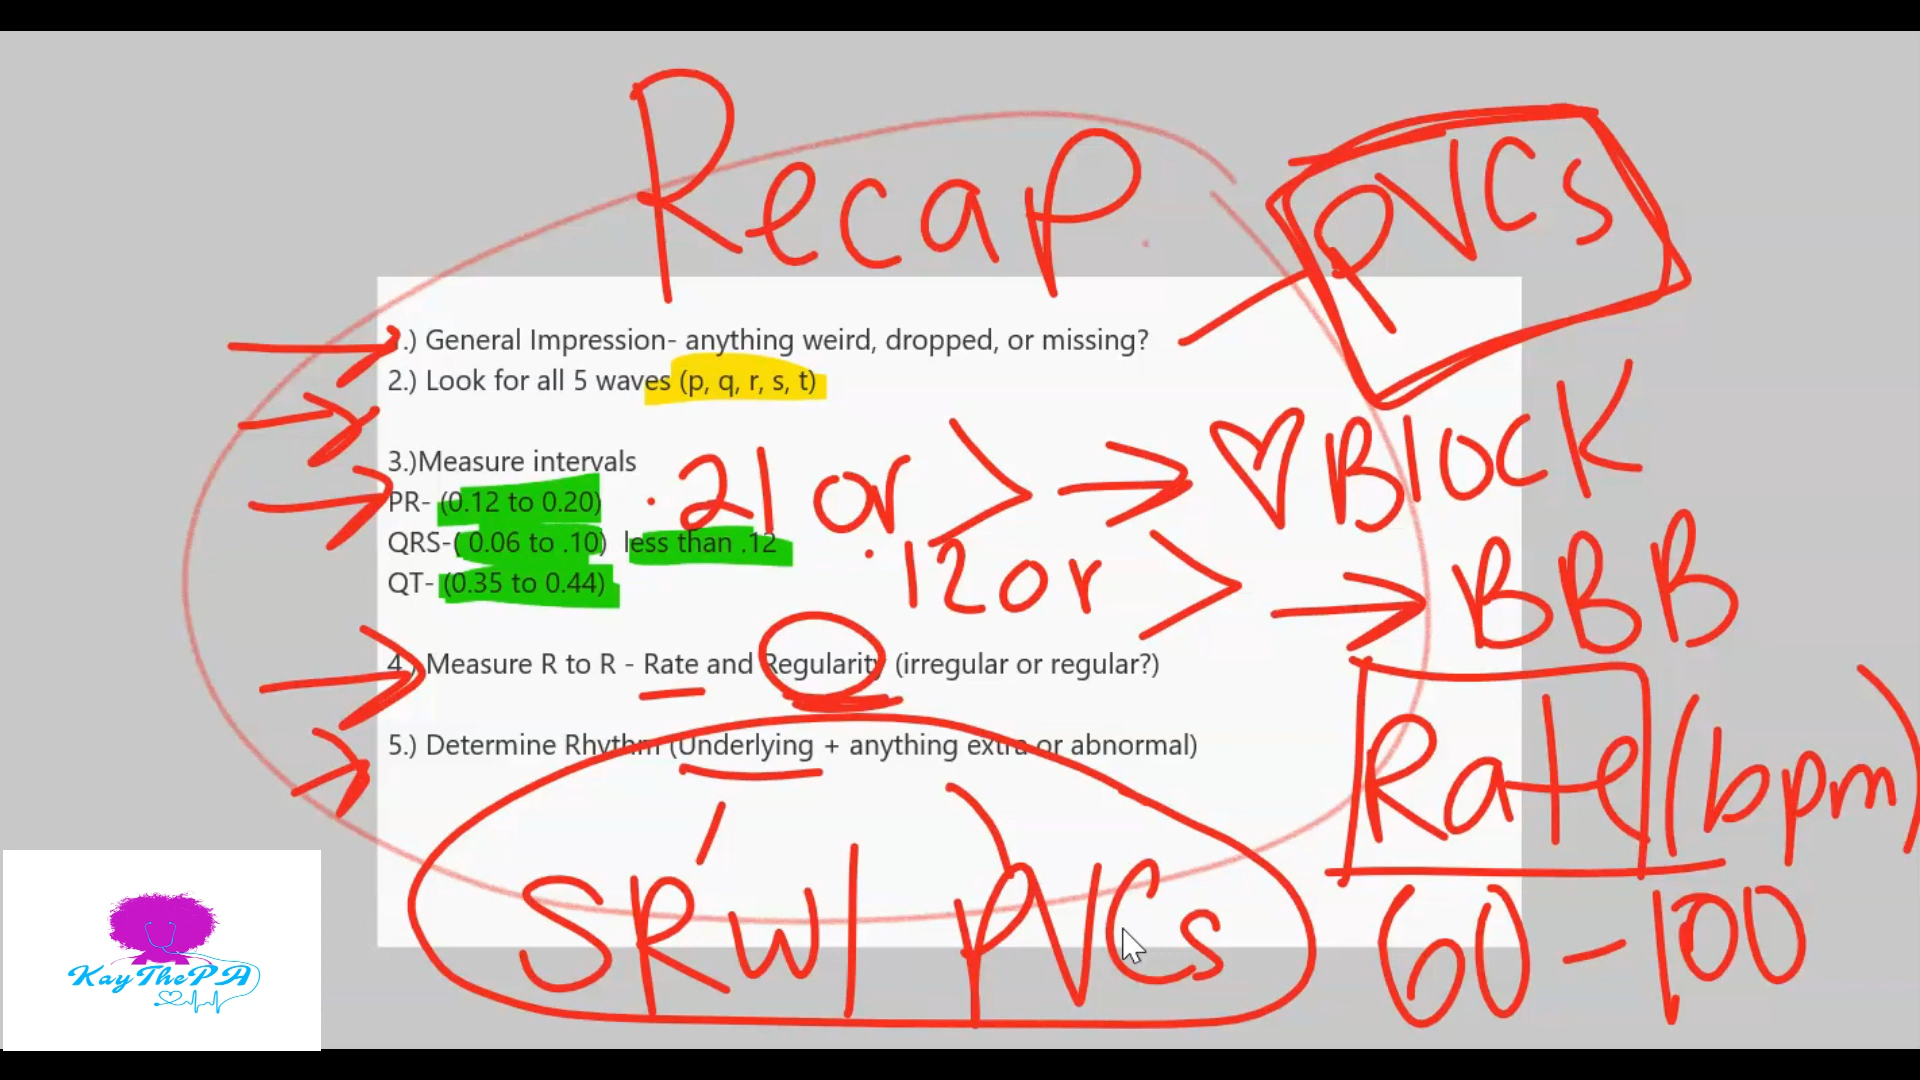 Recap
PVCs
1.) General Impression- anything weird, dropped, or missing?
2.) Look for all 5 waves (p, q, r, s, t)
3.)Measure intervals
PR- (0.12 to 0.20) .21 or > → ♡ Block
QRS-( 0.06 to .10) less than .12
.12 or > → BBB
QT- (0.35 to 0.44)
4.) Measure R to R - Rate and Regularity (irregular or regular?)
5.) Determine Rhythm (Underlying + anything extra or abnormal)
Rate (bpm)
60-100
SR w/ PVCs
KayThePA